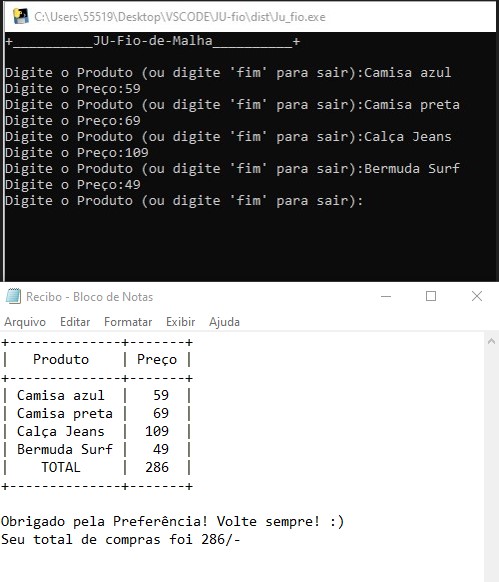 C:\Users\55519\Desktop\VSCODE\JU-fio\dist\Ju_fio.exe
+__________JU-Fio-de-Malha__________+
Digite o Produto (ou digite 'fim' para sair):Camisa azul
Digite o Preço:59
Digite o Produto (ou digite 'fim' para sair):Camisa preta
Digite o Preço:69
Digite o Produto (ou digite 'fim' para sair):Calça Jeans
Digite o Preço:109
Digite o Produto (ou digite 'fim' para sair):Bermuda Surf
Digite o Preço:49
Digite o Produto (ou digite 'fim' para sair):
Recibo - Bloco de Notas
Arquivo Editar Formatar Exibir Ajuda
+--------------+-------+
|   Produto    | Preço |
+--------------+-------+
| Camisa azul  |   59  |
| Camisa preta |   69  |
| Calça Jeans  |  109  |
| Bermuda Surf |   49  |
|    TOTAL     |  286  |
+--------------+-------+
Obrigado pela Preferência! Volte sempre! :)
Seu total de compras foi 286/-